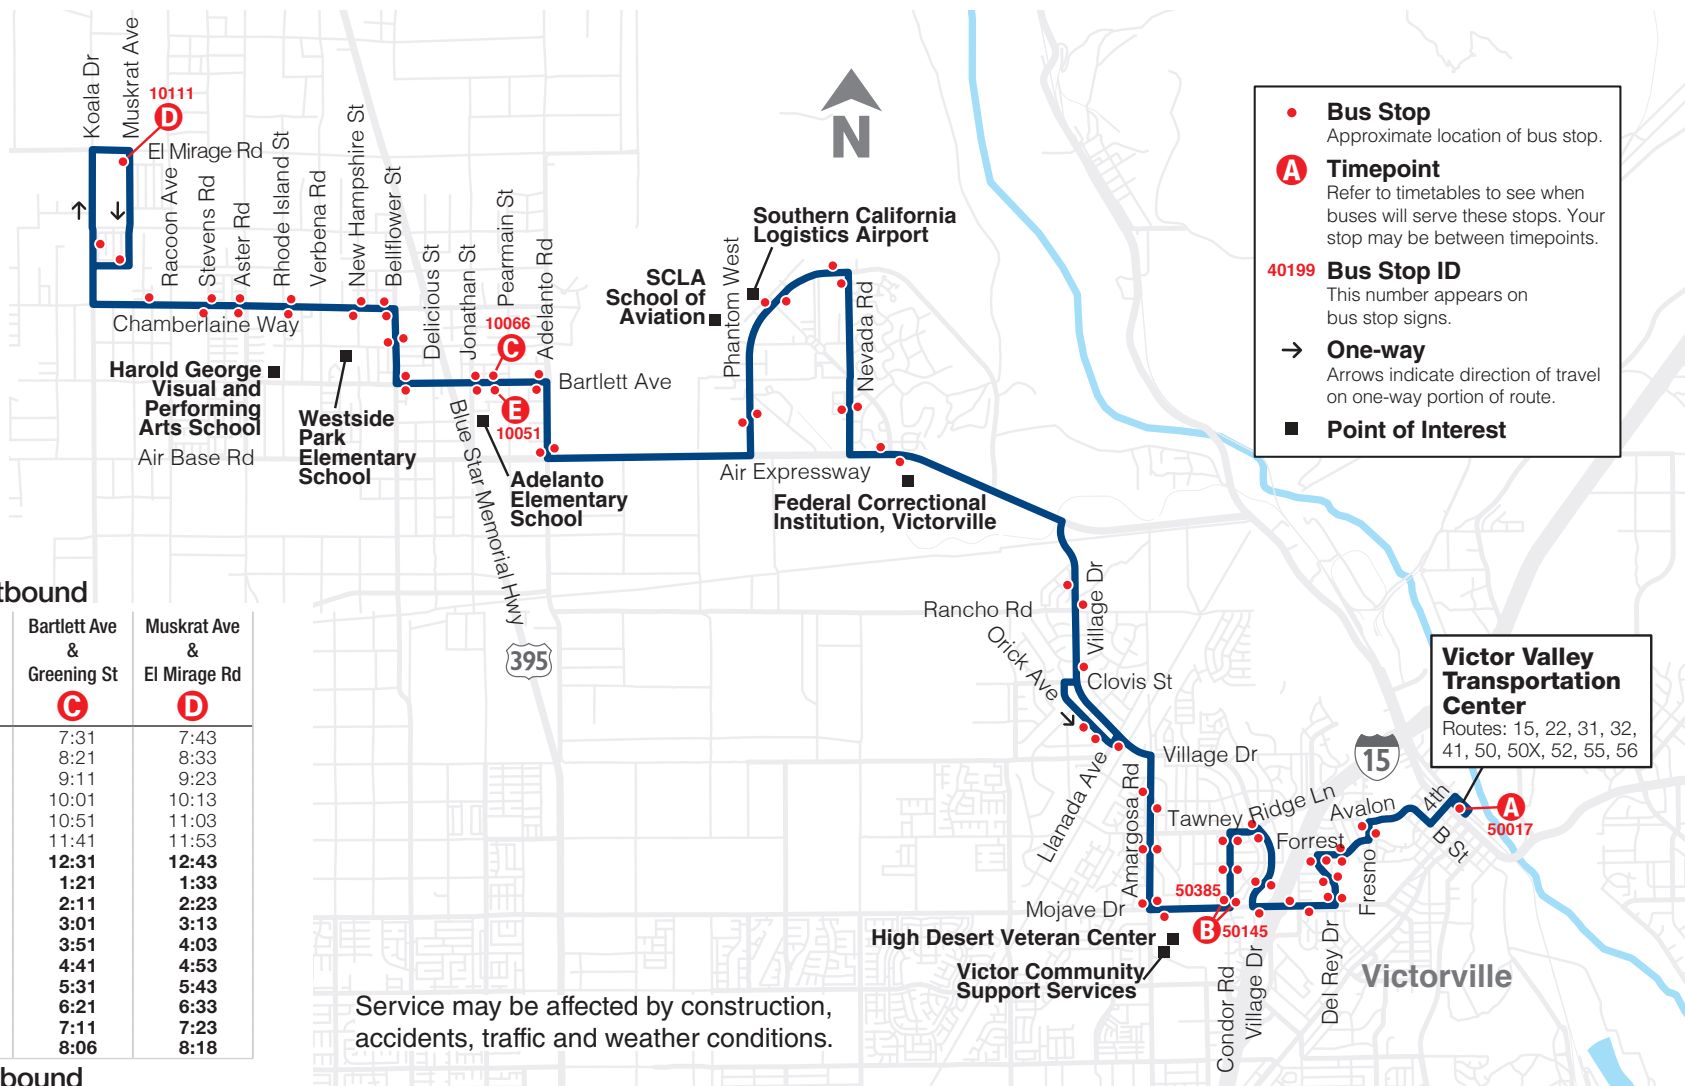 Koala Dr
Muskrat Ave
10111
D
El Mirage Rd
Racoon Ave
Stevens Rd
Aster Rd
Rhode Island St
Verbena Rd
New Hampshire St
Bellflower St
Delicious St
Jonathan St
Pearmain St
Adelanto Rd
10066
C
E
10051
Bartlett Ave
Chamberlaine Way
Harold George
Visual and
Performing
Arts School
Air Base Rd
Westside
Park
Elementary
School
Blue Star Memorial Hwy
Adelanto
Elementary
School
395
N
Southern California
Logistics Airport
SCLA
School of
Aviation
Phantom West
Nevada Rd
Air Expressway
Federal Correctional
Institution, Victorville
Bus Stop
Approximate location of bus stop.
A
Timepoint
Refer to timetables to see when
buses will serve these stops. Your
stop may be between timepoints.
40199
Bus Stop ID
This number appears on
bus stop signs.
One-way
Arrows indicate direction of travel
on one-way portion of route.
Point of Interest
Rancho Rd
Village Dr
Orick Ave
Clovis St
Llanada Ave
Village Dr
Amargosa Rd
Tawney Ridge Ln
15
Avalon
4th
B St
Forrest
Fresno
A
50017
Victor Valley
Transportation
Center
Routes: 15, 22, 31, 32,
41, 50, 50X, 52, 55, 56
50385
B
50145
Mojave Dr
High Desert Veteran Center
Victor Community
Support Services
Condor Rd
Village Dr
Del Rey Dr
Victorville
Service may be affected by construction,
accidents, traffic and weather conditions.
tbound
Bartlett Ave & Greening St
Muskrat Ave & El Mirage Rd
C D
7:31 7:43
8:21 8:33
9:11 9:23
10:01 10:13
10:51 11:03
11:41 11:53
12:31 12:43
1:21 1:33
2:11 2:23
3:01 3:13
3:51 4:03
4:41 4:53
5:31 5:43
6:21 6:33
7:11 7:23
8:06 8:18
bound